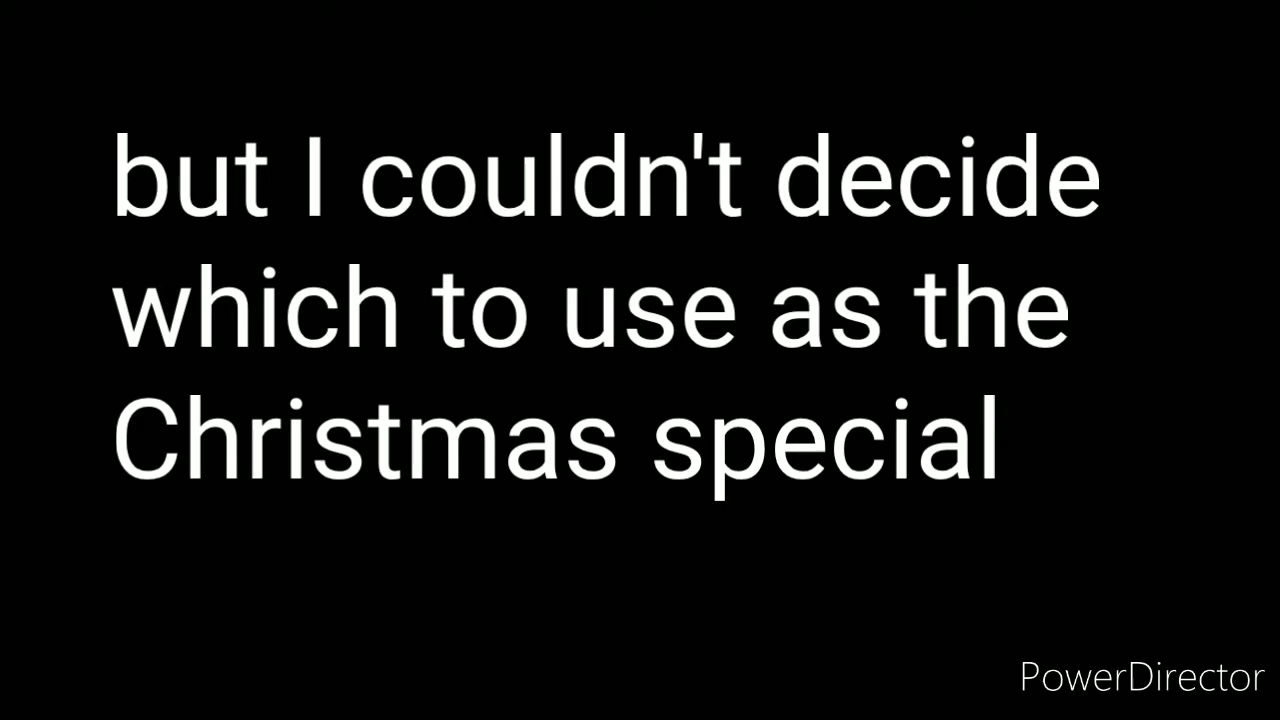 but I couldn't decide
which to use as the
Christmas special
PowerDirector